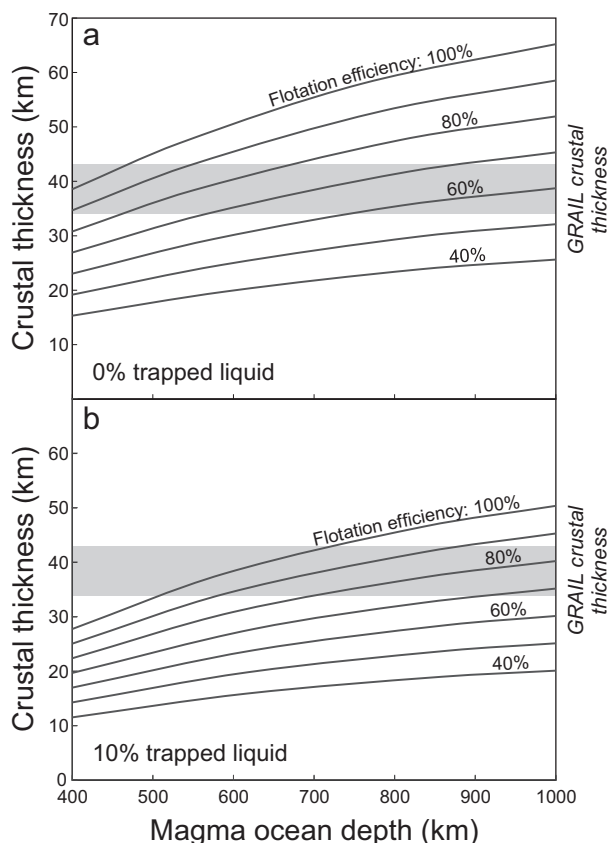 a
70
60
50
40
30
20
10
Crustal thickness (km)
Flotation efficiency: 100%
80%
60%
40%
0% trapped liquid
GRAIL crustal
thickness
b
60
50
40
30
20
10
0
Crustal thickness (km)
Flotation efficiency: 100%
80%
60%
40%
10% trapped liquid
GRAIL crustal
thickness
400 500 600 700 800 900 1000
Magma ocean depth (km)